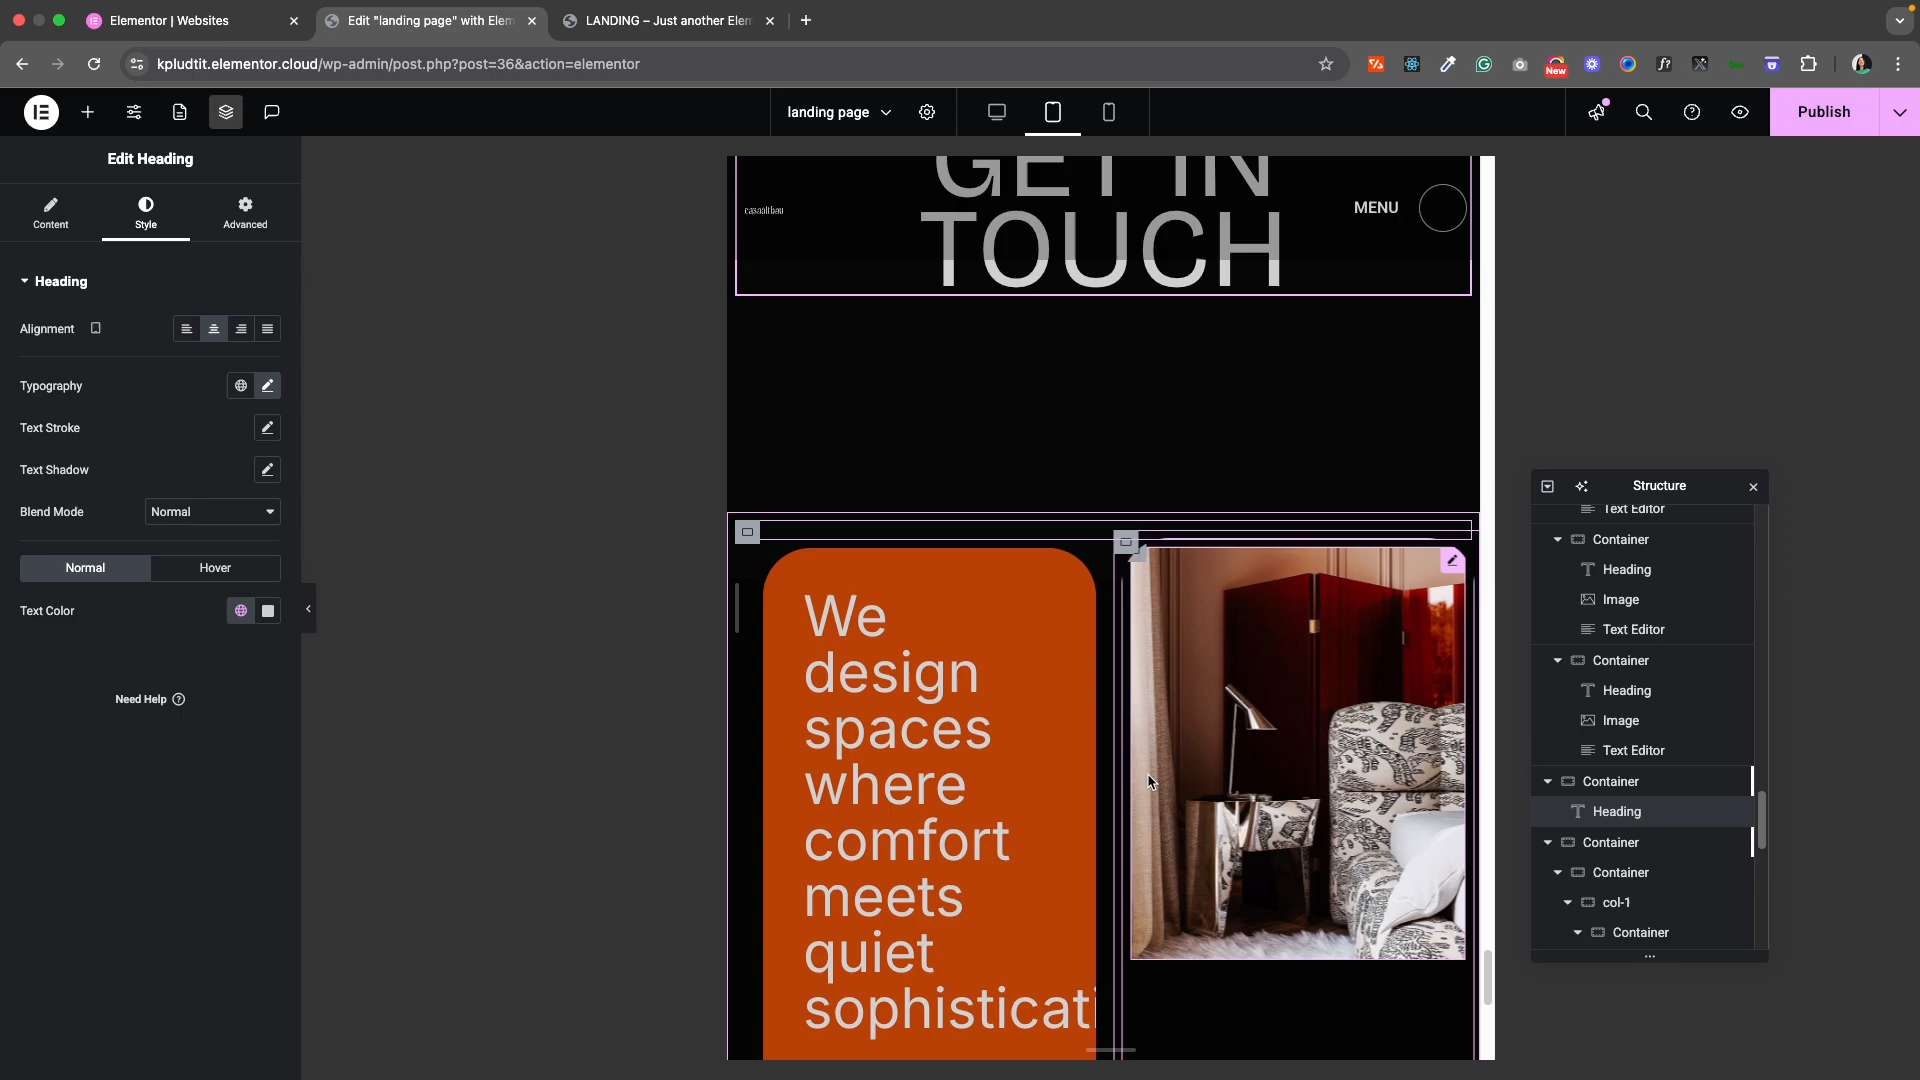 Elementor | Websites
Edit "landing page" with Elem
LANDING – Just another Elem
kpludtit.elementor.cloud/wp-admin/post.php?post=36&action=elementor
New
f?
landing page
Publish
Edit Heading
Content
Style
Advanced
Heading
Alignment
Typography
Text Stroke
Text Shadow
Blend Mode
Normal
Normal
Hover
Text Color
Need Help
GET IN
TOUCH
casaaltbau
MENU
We
design
spaces
where
comfort
meets
quiet
sophisticati
Structure
Text Editor
Container
Heading
Image
Text Editor
Container
Heading
Image
Text Editor
Container
Heading
Container
Container
col-1
Container